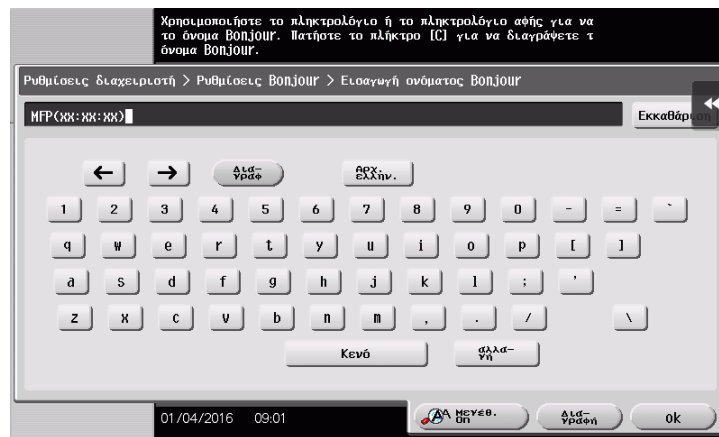 Χρησιμοποιήστε το πληκτρολόγιο ή το πληκτρολόγιο αφής για να
το όνομα Bonjour. Πατήστε το πλήκτρο [C] για να διαγράψετε τ
όνομα Bonjour.
Ρυθμίσεις διαχειριστή > Ρυθμίσεις Bonjour > Εισαγωγή ονόματος Bonjour
MFP(xx:xx:xx)
Εκκαθάριση
← → Δια-
γραφ
Αρχ.
ελλην.
1 2 3 4 5 6 7 8 9 0 - = `
q w e r t y u i o p [ ]
a s d f g h j k l ; '
z x c v b n m , . / \
Κενό
αλλα-
γή
01/04/2016 09:01
Μεγέθ.
on
Δια-
γραφή
ok